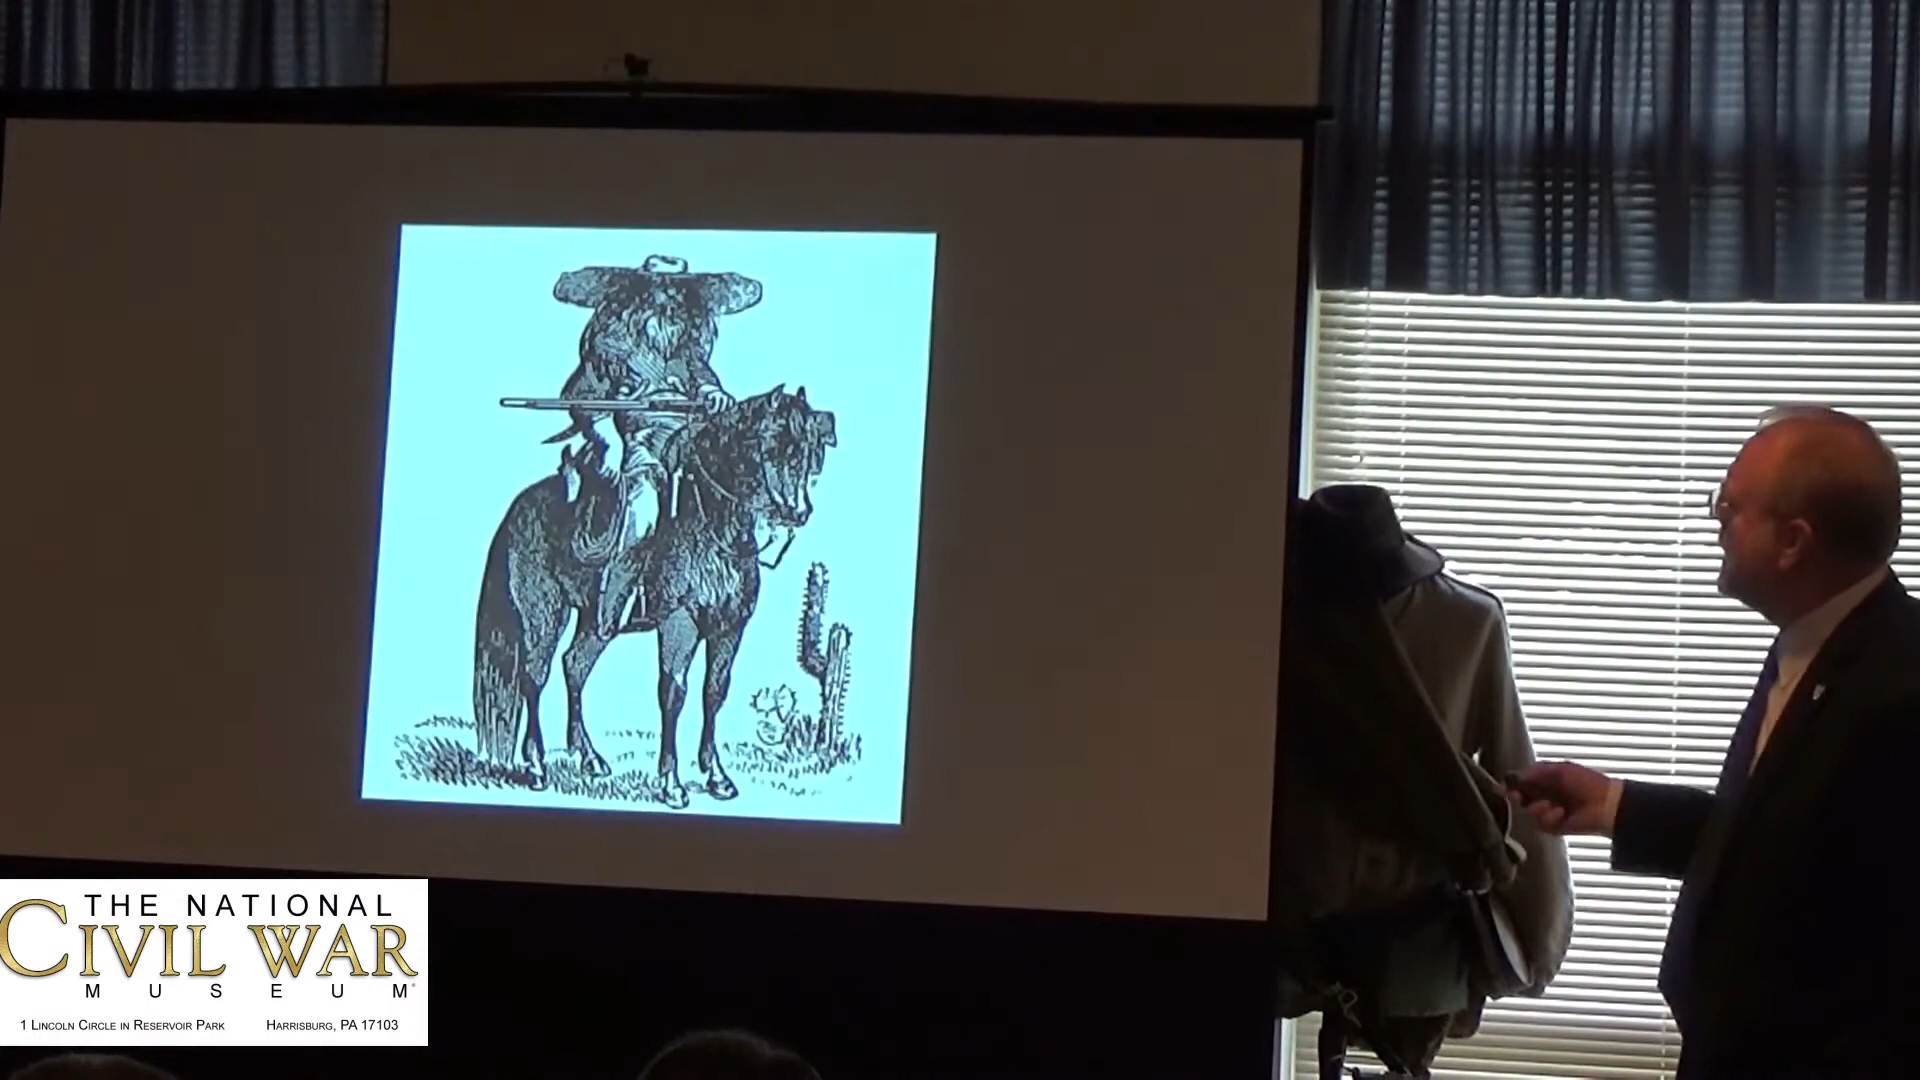 THE NATIONAL
CIVIL WAR
MUSEUM
1 LINCOLN CIRCLE IN RESERVOIR PARK HARRISBURG, PA 17103